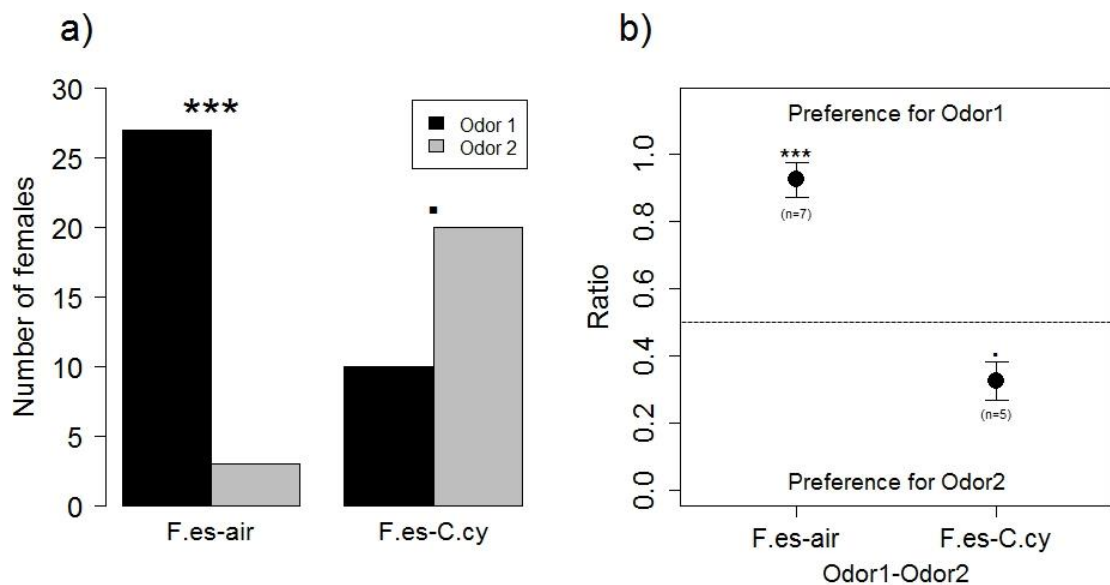 a)
30
25
20
15
10
5
0
Number of females
***
.
Odor 1
Odor 2
F.es-air
F.es-C.cy
b)
1.0
0.8
0.6
0.4
0.2
0.0
Ratio
Preference for Odor1
***
(n=7)
.
(n=5)
Preference for Odor2
F.es-air
F.es-C.cy
Odor1-Odor2